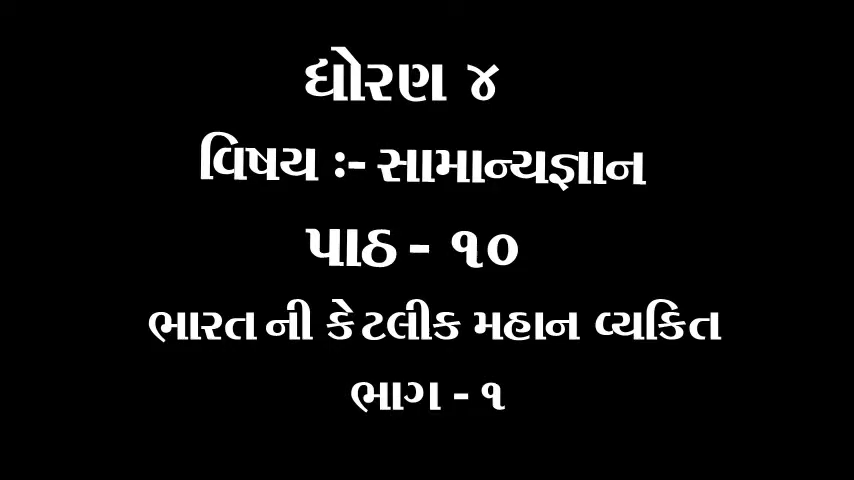 ધોરણ ૪
વિષય ઃ- સામાન્યજ્ઞાન
પાઠ - ૧૦
ભારત ની કેટલીક મહાન વ્યકિત
ભાગ - ૧